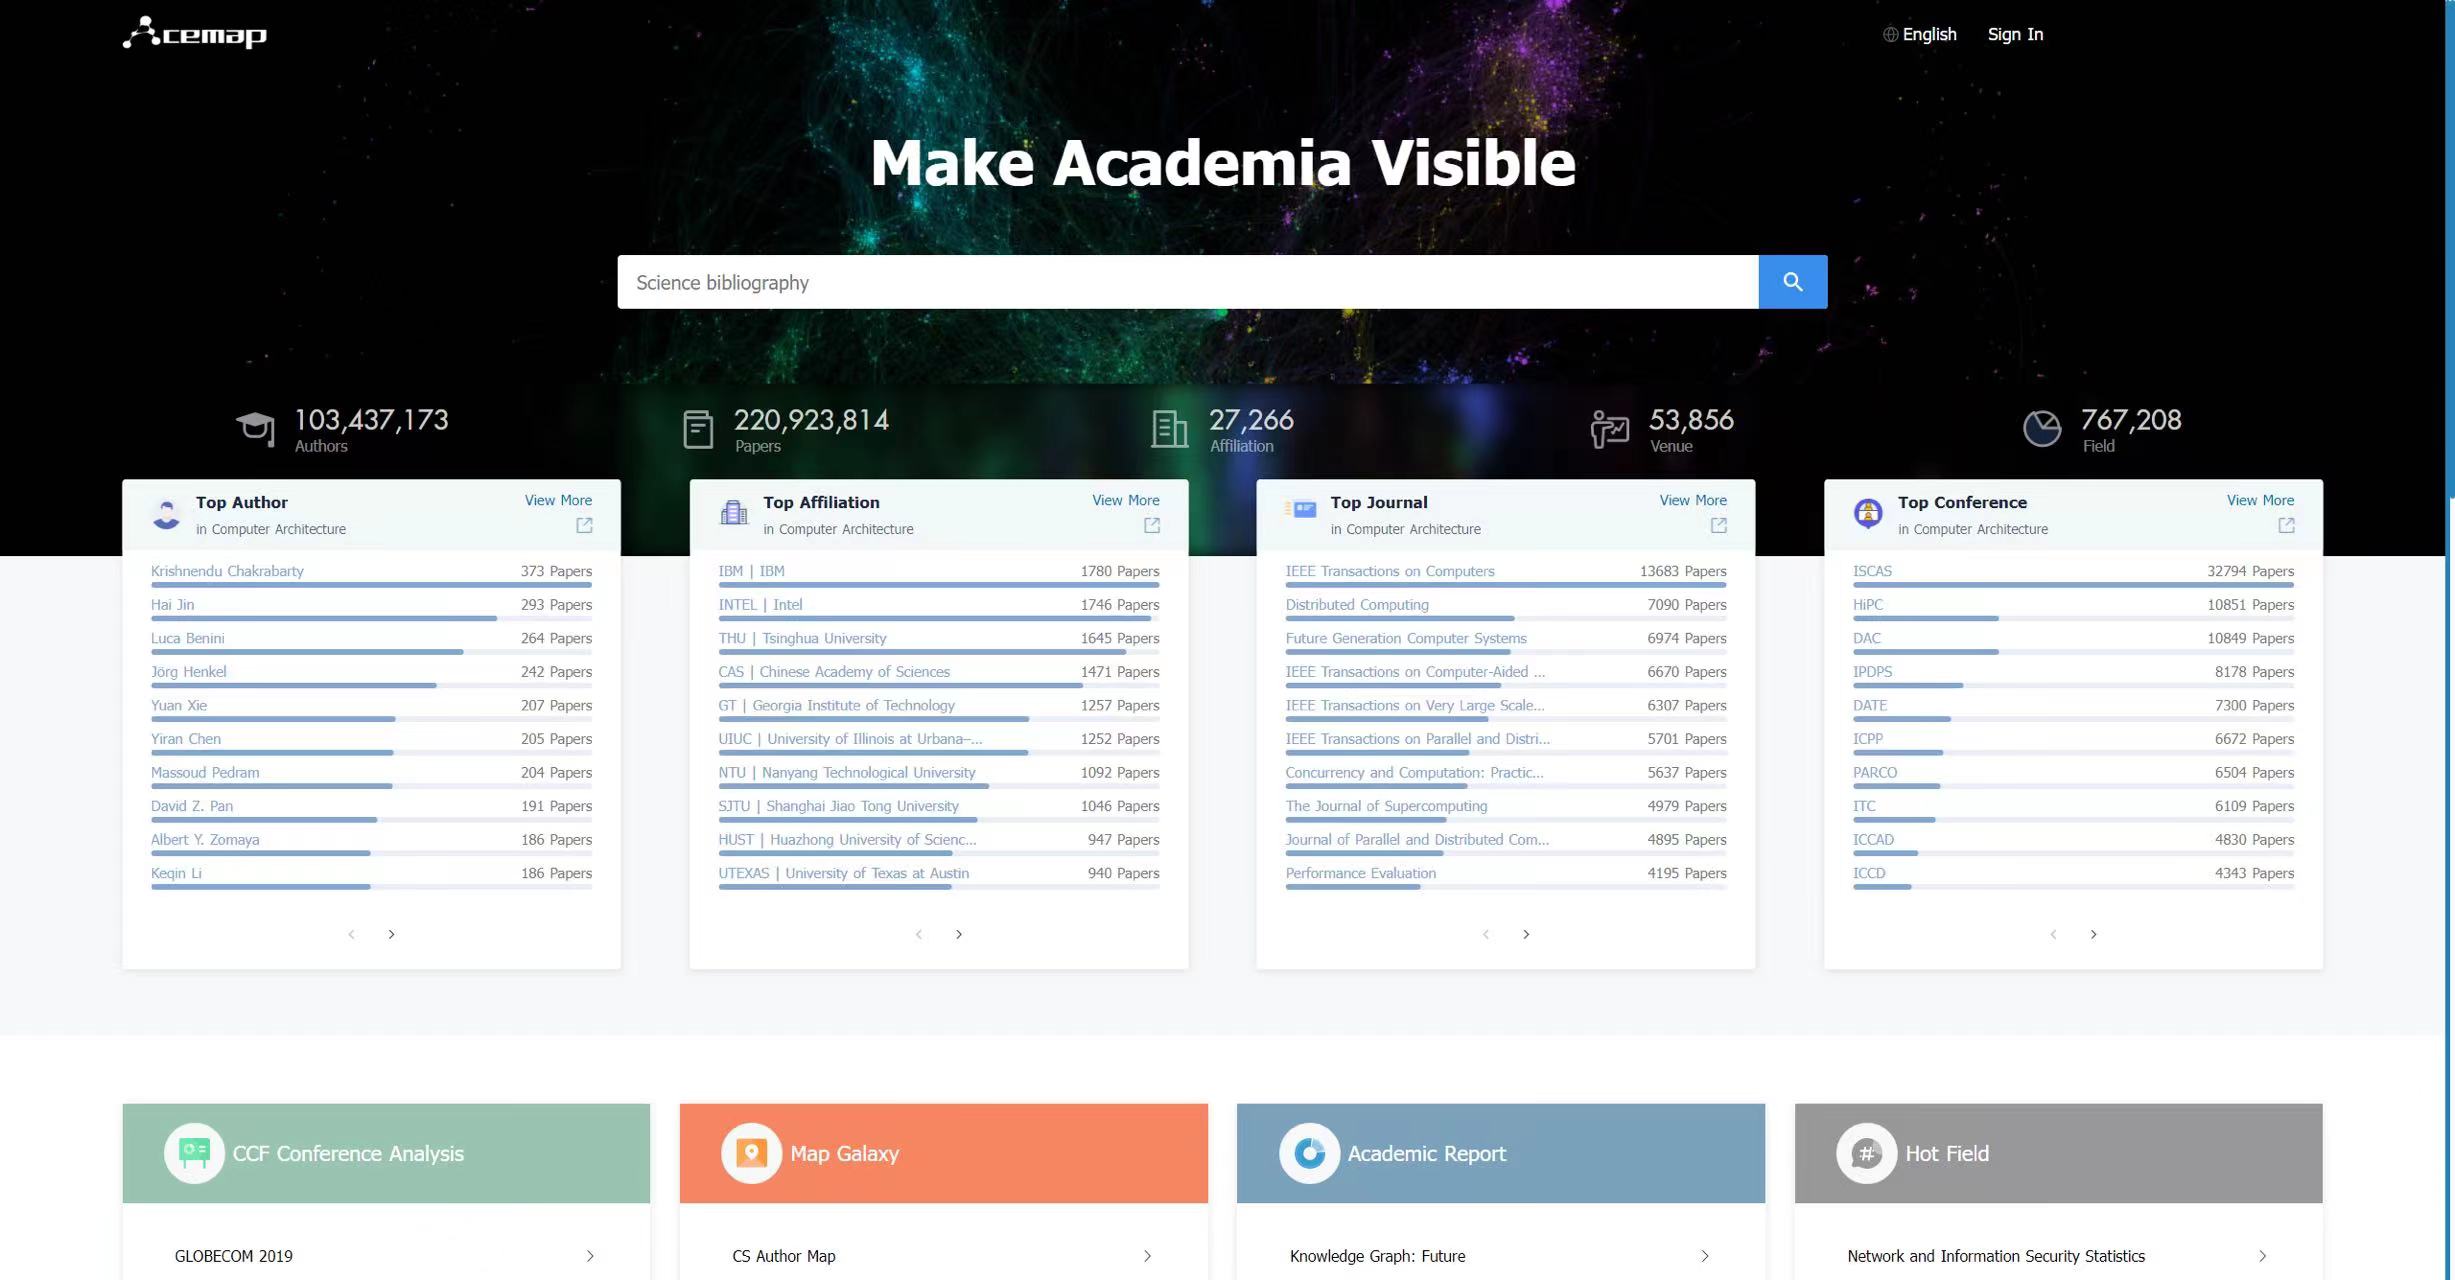 Acemap
English Sign In
Make Academia Visible
Science bibliography
103,437,173
Authors
220,923,814
Papers
27,266
Affiliation
53,856
Venue
767,208
Field
Top Author View More
in Computer Architecture
Krishnendu Chakrabarty 373 Papers
Hai Jin 293 Papers
Luca Benini 264 Papers
Jörg Henkel 242 Papers
Yuan Xie 207 Papers
Yiran Chen 205 Papers
Massoud Pedram 204 Papers
David Z. Pan 191 Papers
Albert Y. Zomaya 186 Papers
Keqin Li 186 Papers
Top Affiliation View More
in Computer Architecture
IBM | IBM 1780 Papers
INTEL | Intel 1746 Papers
THU | Tsinghua University 1645 Papers
CAS | Chinese Academy of Sciences 1471 Papers
GT | Georgia Institute of Technology 1257 Papers
UIUC | University of Illinois at Urbana–... 1252 Papers
NTU | Nanyang Technological University 1092 Papers
SJTU | Shanghai Jiao Tong University 1046 Papers
HUST | Huazhong University of Scienc... 947 Papers
UTEXAS | University of Texas at Austin 940 Papers
Top Journal View More
in Computer Architecture
IEEE Transactions on Computers 13683 Papers
Distributed Computing 7090 Papers
Future Generation Computer Systems 6974 Papers
IEEE Transactions on Computer-Aided ... 6670 Papers
IEEE Transactions on Very Large Scale... 6307 Papers
IEEE Transactions on Parallel and Distri... 5701 Papers
Concurrency and Computation: Practic... 5637 Papers
The Journal of Supercomputing 4979 Papers
Journal of Parallel and Distributed Com... 4895 Papers
Performance Evaluation 4195 Papers
Top Conference View More
in Computer Architecture
ISCAS 32794 Papers
HiPC 10851 Papers
DAC 10849 Papers
IPDPS 8178 Papers
DATE 7300 Papers
ICPP 6672 Papers
PARCO 6504 Papers
ITC 6109 Papers
ICCAD 4830 Papers
ICCD 4343 Papers
CCF Conference Analysis
GLOBECOM 2019
Map Galaxy
CS Author Map
Academic Report
Knowledge Graph: Future
# Hot Field
Network and Information Security Statistics